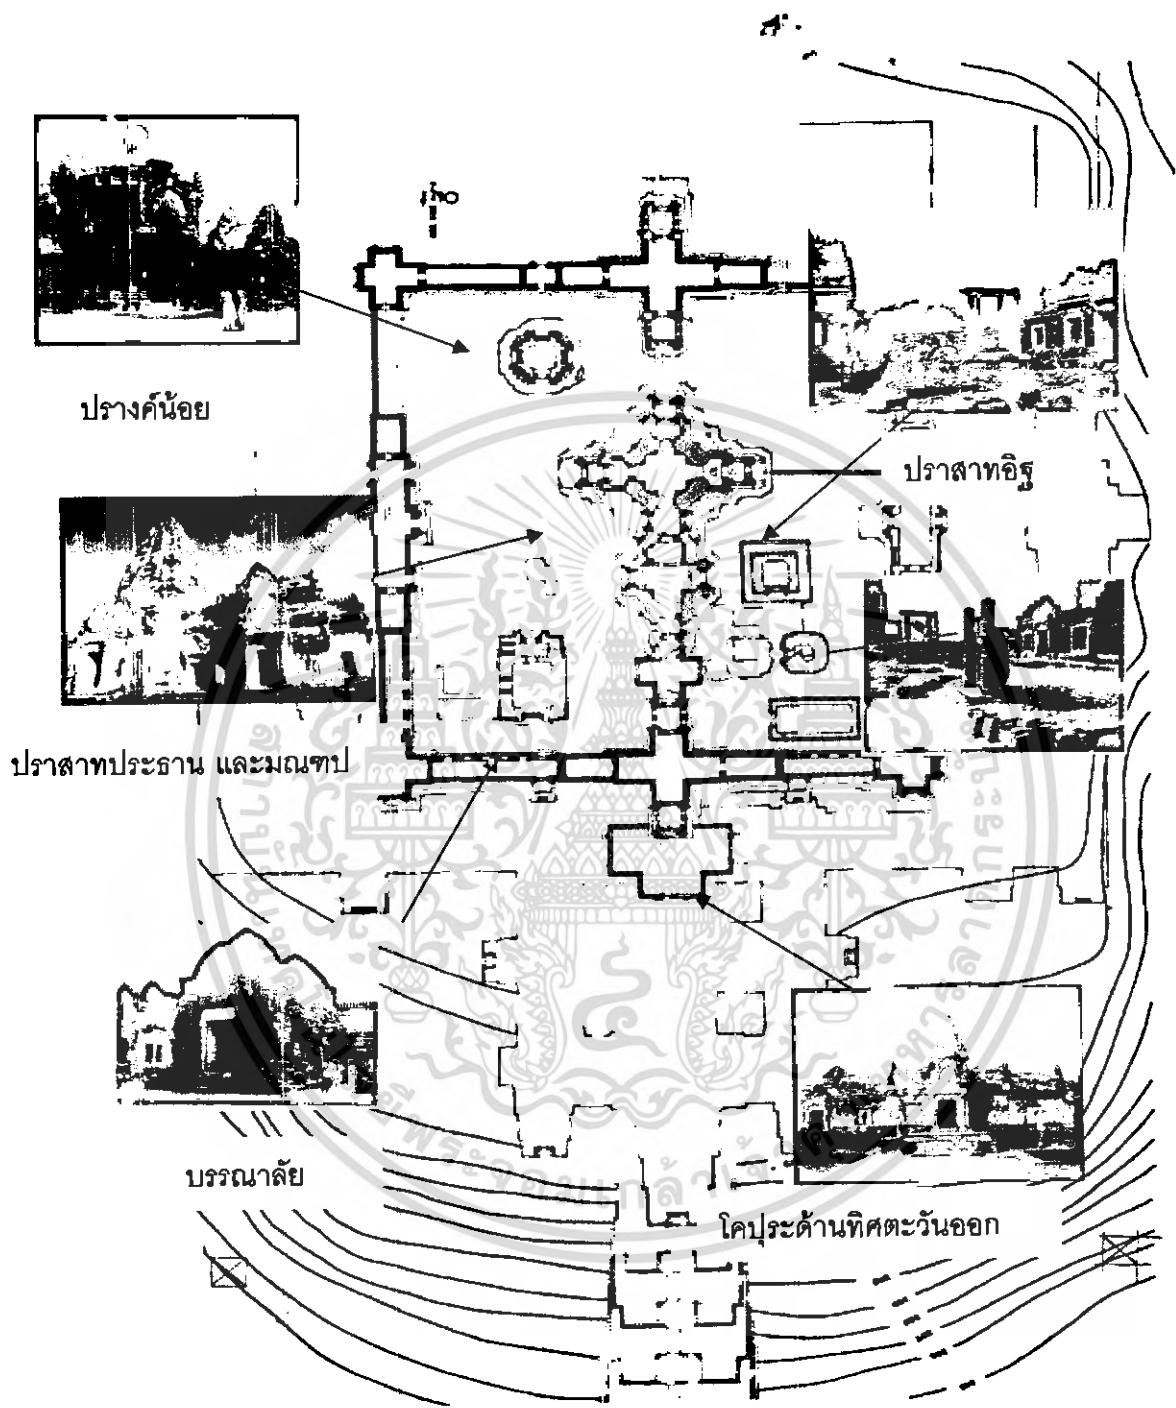 ปรางค์น้อย
ปราสาทอิฐ
ปราสาทประธาน และมณฑป
บรรณาลัย
โคปุระด้านทิศตะวันออก